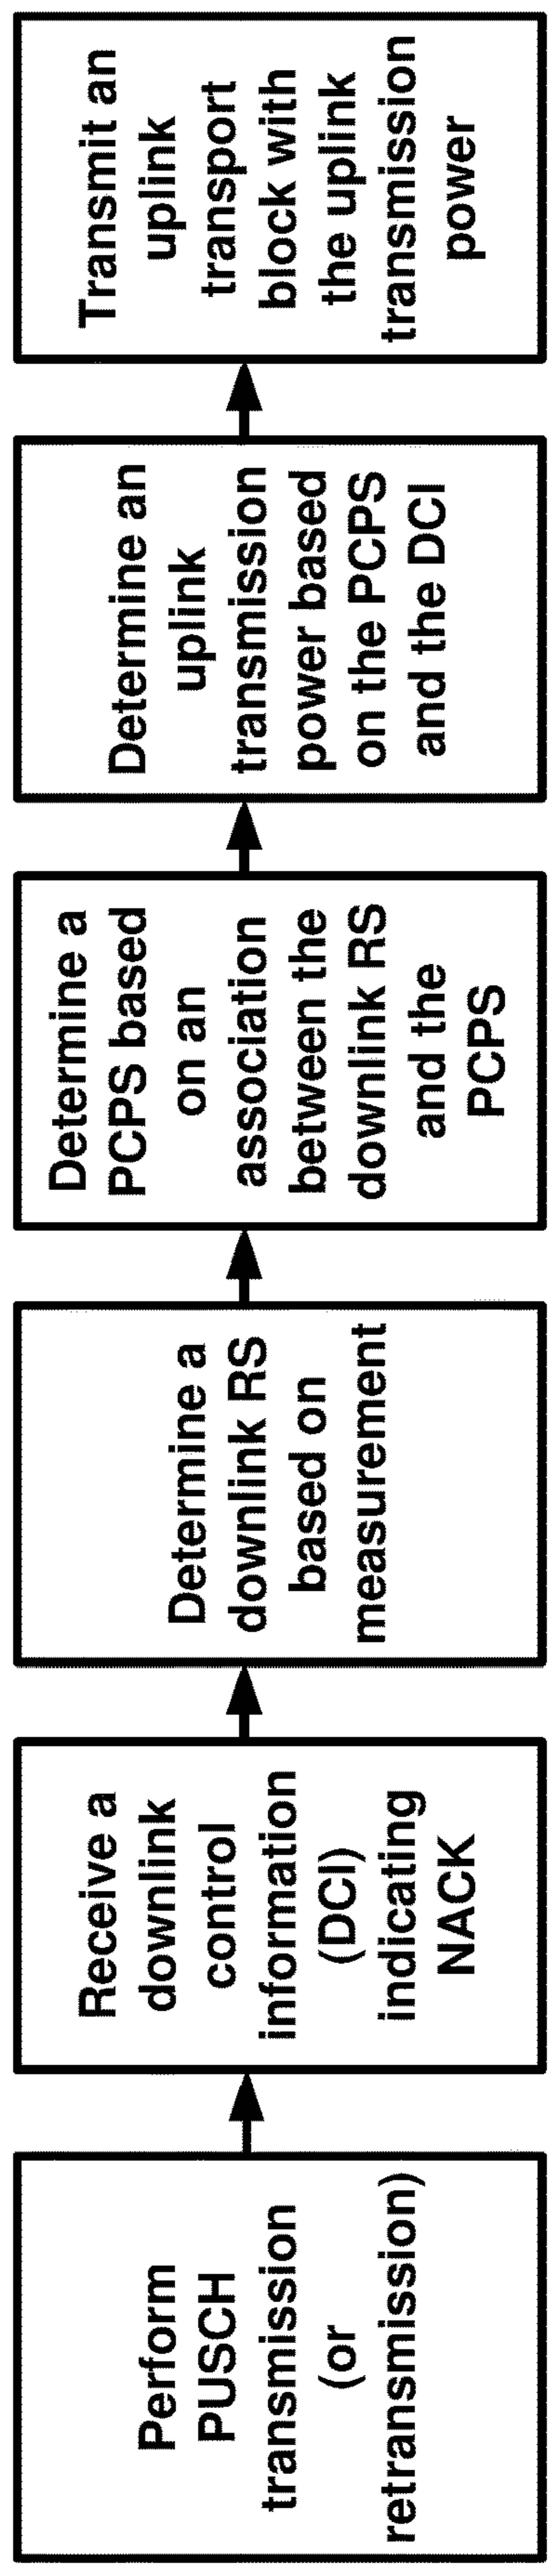 Perform
PUSCH
transmission
(or
retransmission)
Receive a
downlink
control
information
(DCI)
indicating
NACK
Determine a
downlink RS
based on
measurement
Determine a
PCPS based
on an
association
between the
downlink RS
and the
PCPS
Determine an
uplink
transmission
power based
on the PCPS
and the DCI
Transmit an
uplink
transport
block with
the uplink
transmission
power